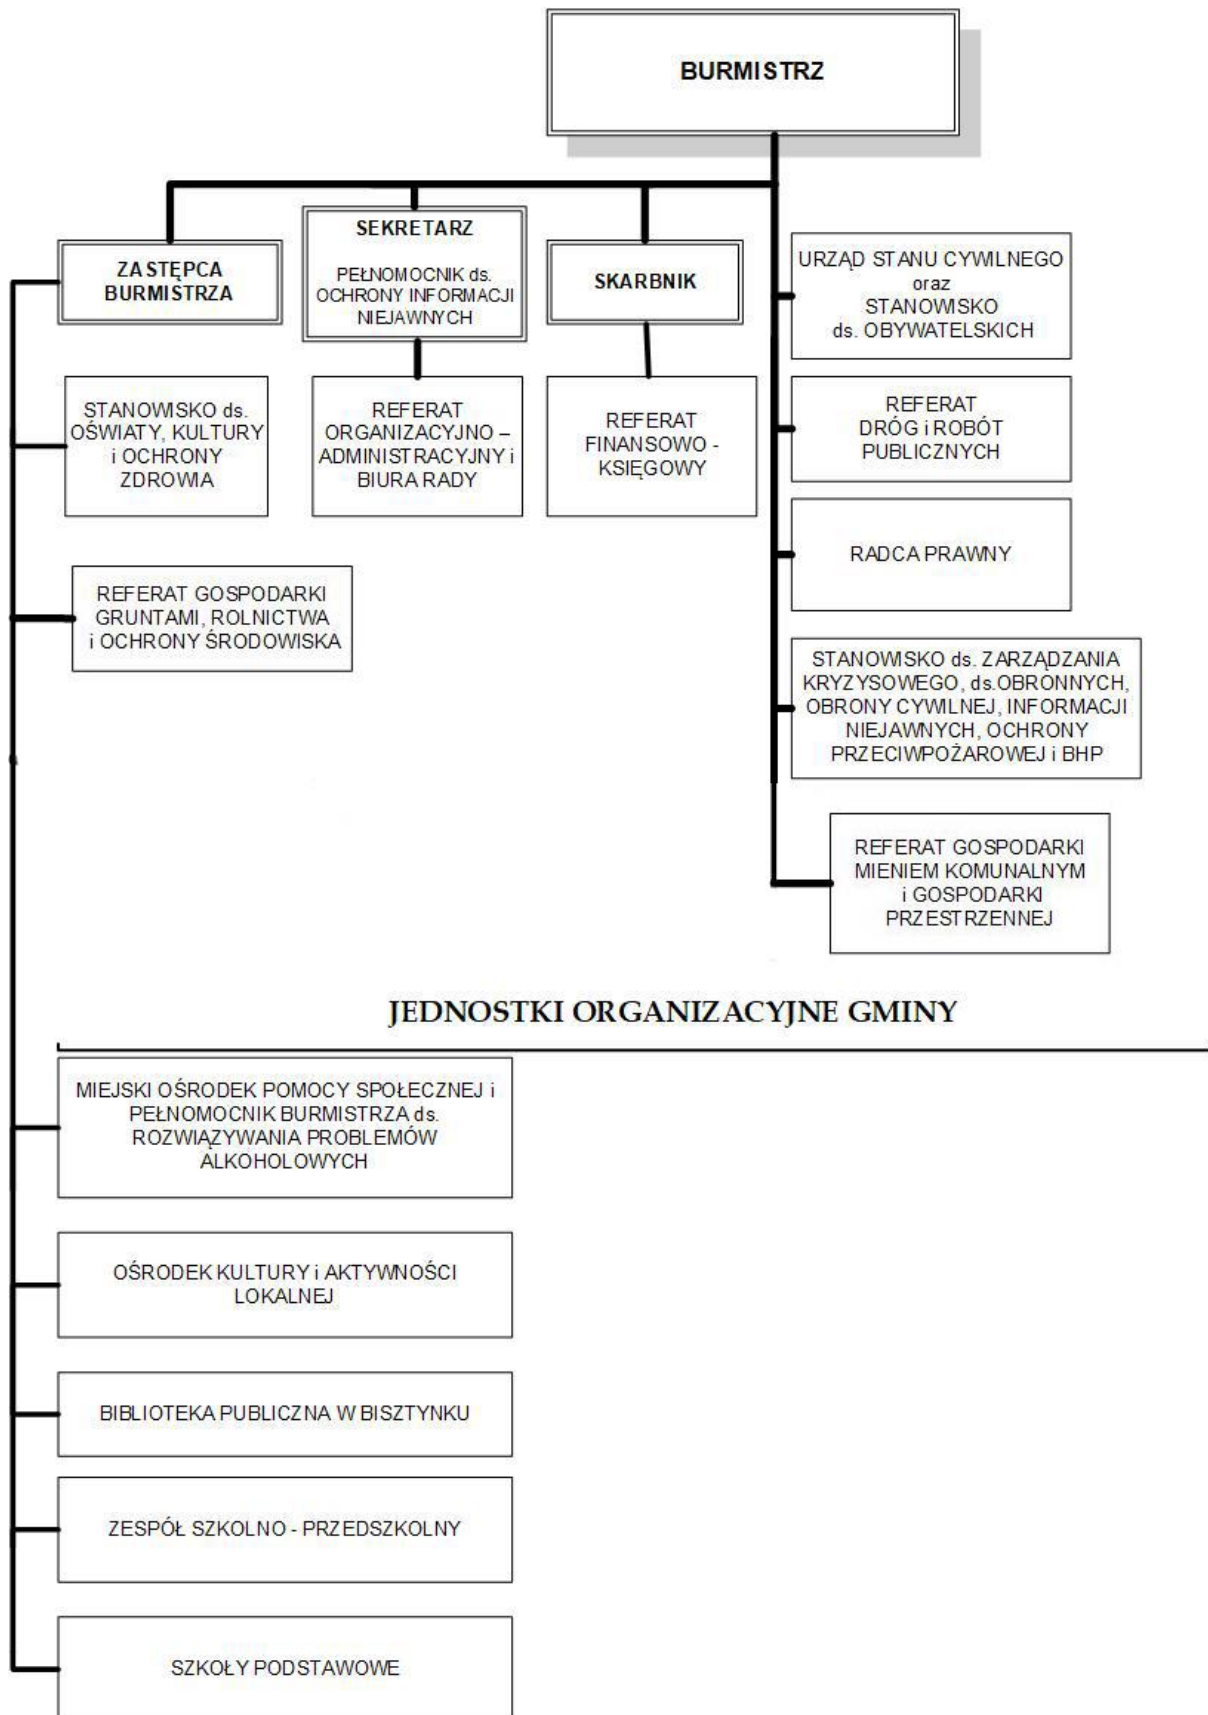 BURMISTRZ
ZASTĘPCA
BURMISTRZA
SEKRETARZ
PEŁNOMOCNIK ds.
OCHRONY INFORMACJI
NIEJAWNYCH
SKARBNIK
URZĄD STANU CYWILNEGO
oraz
STANOWISKO
ds. OBYWATELSKICH
STANOWISKO ds.
OŚWIATY, KULTURY
i OCHRONY
ZDROWIA
REFERAT
ORGANIZACYJNO –
ADMINISTRACYJNY i
BIURA RADY
REFERAT
FINANSOWO -
KSIĘGOWY
REFERAT
DRÓG i ROBÓT
PUBLICZNYCH
RADCA PRAWNY
REFERAT GOSPODARKI
GRUNTAMI, ROLNICTWA
i OCHRONY ŚRODOWISKA
STANOWISKO ds. ZARZĄDZANIA
KRYZYSOWEGO, ds.OBRONNYCH,
OBRONY CYWILNEJ, INFORMACJI
NIEJAWNYCH, OCHRONY
PRZECIWPOŻAROWEJ i BHP
REFERAT GOSPODARKI
MIENIEM KOMUNALNYM
i GOSPODARKI
PRZESTRZENNEJ
JEDNOSTKI ORGANIZACYJNE GMINY
MIEJSKI OŚRODEK POMOCY SPOŁECZNEJ i
PEŁNOMOCNIK BURMISTRZA ds.
ROZWIĄZYWANIA PROBLEMÓW
ALKOHOLOWYCH
OŚRODEK KULTURY i AKTYWNOŚCI
LOKALNEJ
BIBLIOTEKA PUBLICZNA W BISZTYNKU
ZESPÓŁ SZKOLNO - PRZEDSZKOLNY
SZKOŁY PODSTAWOWE